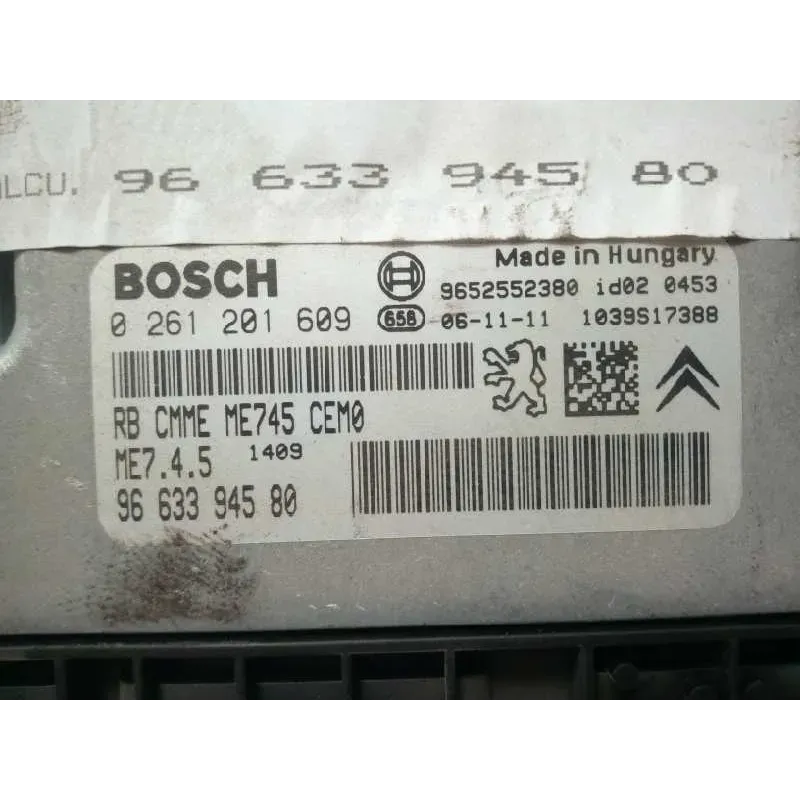 ALCU. 96 633 945 80
BOSCH
Made in Hungary
9652552380 id02 0453
0 261 201 609
658 06-11-11 1039S17388
RB CMME ME745 CEM0
ME7.4.5 1409
96 633 945 80